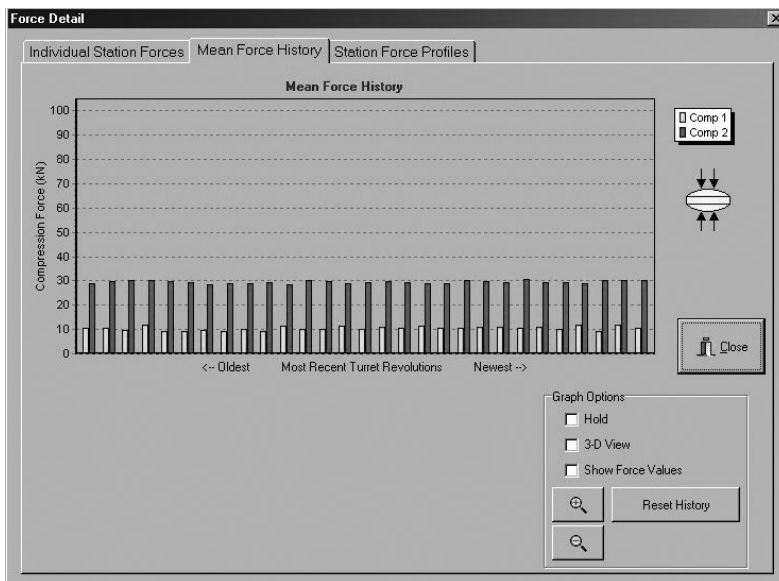 Force Detail
Individual Station Forces
Mean Force History
Station Force Profiles
Mean Force History
Compression Force (kN)
100
90
80
70
60
50
40
30
20
10
0
<-- Oldest
Most Recent Turret Revolutions
Newest -->
Comp 1
Comp 2
Close
Graph Options
Hold
3-D View
Show Force Values
Reset History